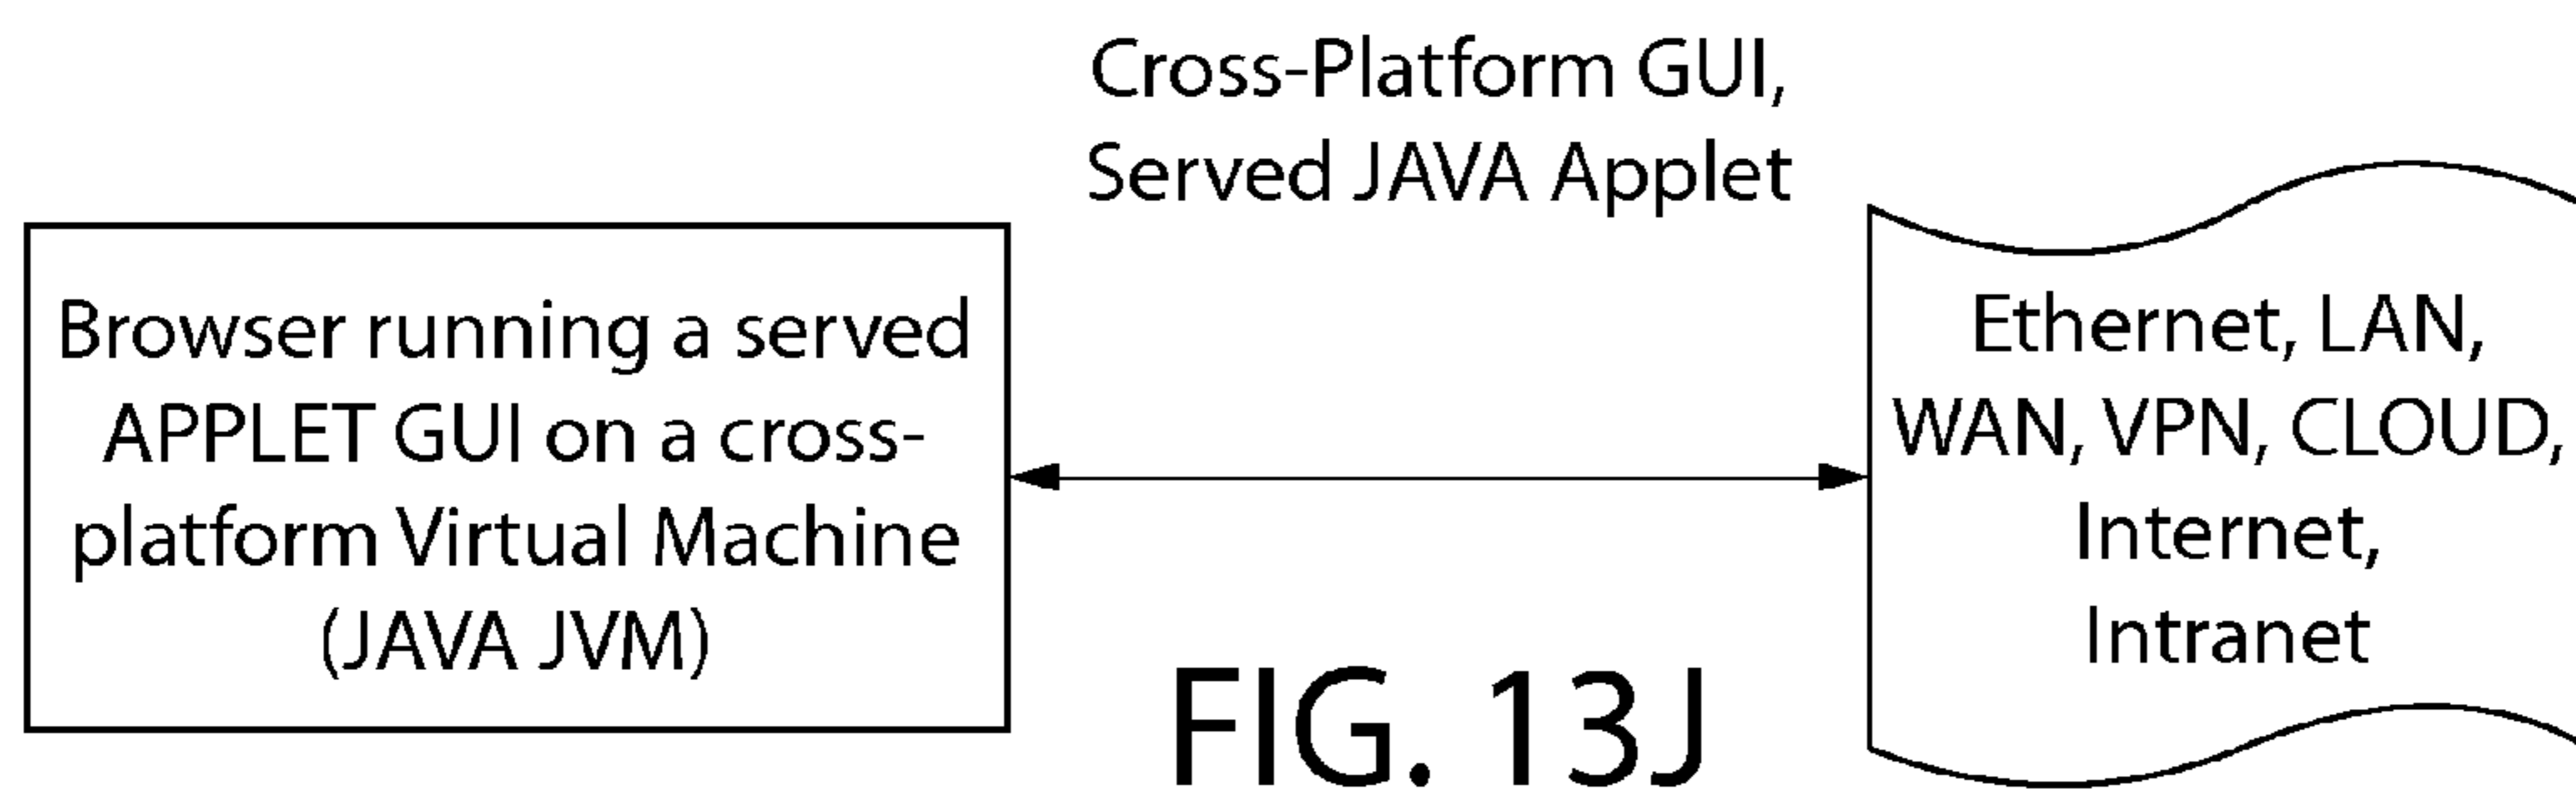 Cross-Platform GUI,
Served JAVA Applet
Browser running a served
APPLET GUI on a cross-
platform Virtual Machine
(JAVA JVM)
Ethernet, LAN,
WAN, VPN, CLOUD,
Internet,
Intranet
FIG. 13J